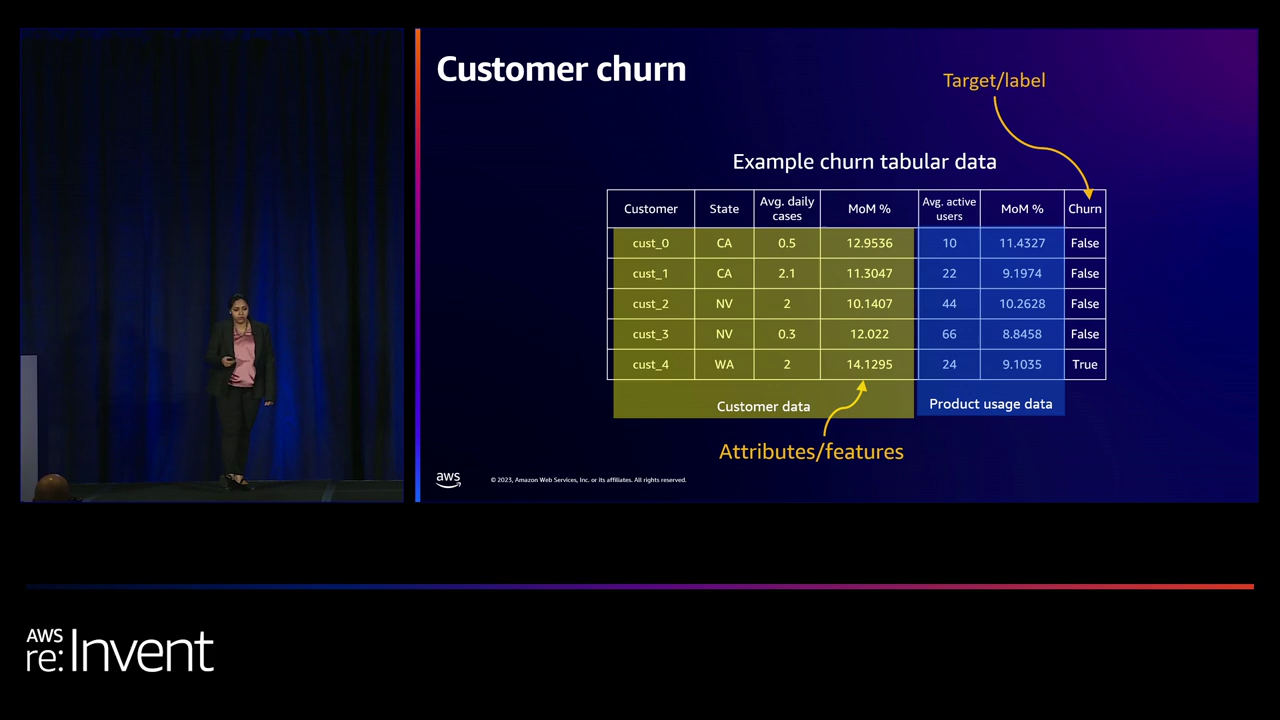 Customer churn
Target/label
Example churn tabular data
Customer State Avg. daily cases MoM % Avg. active users MoM % Churn
cust_0 CA 0.5 12.9536 10 11.4327 False
cust_1 CA 2.1 11.3047 22 9.1974 False
cust_2 NV 2 10.1407 44 10.2628 False
cust_3 NV 0.3 12.022 66 8.8458 False
cust_4 WA 2 14.1295 24 9.1035 True
Customer data Product usage data
Attributes/features
aws © 2023, Amazon Web Services, Inc. or its affiliates. All rights reserved.
AWS
re:Invent